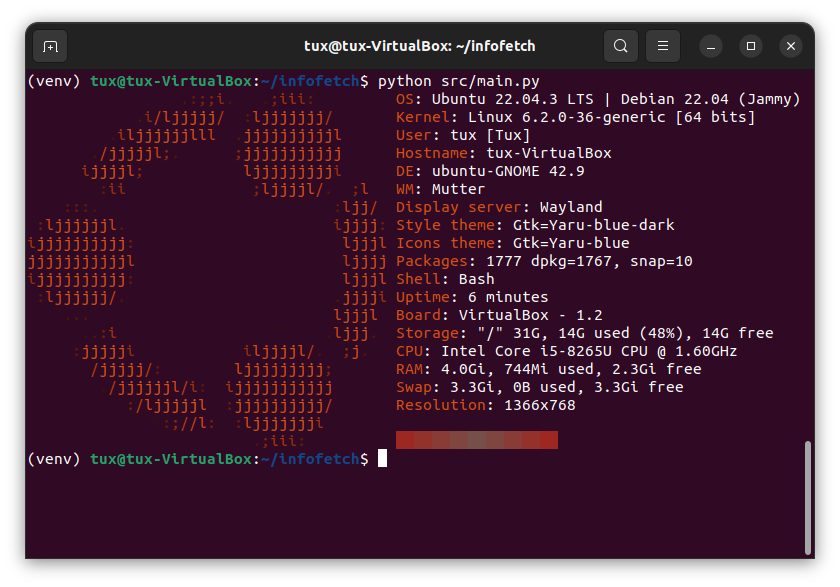 tux@tux-VirtualBox: ~/infofetch
(venv) tux@tux-VirtualBox:~/infofetch$ python src/main.py
OS: Ubuntu 22.04.3 LTS | Debian 22.04 (Jammy)
Kernel: Linux 6.2.0-36-generic [64 bits]
User: tux [Tux]
Hostname: tux-VirtualBox
DE: ubuntu-GNOME 42.9
WM: Mutter
Display server: Wayland
Style theme: Gtk=Yaru-blue-dark
Icons theme: Gtk=Yaru-blue
Packages: 1777 dpkg=1767, snap=10
Shell: Bash
Uptime: 6 minutes
Board: VirtualBox - 1.2
Storage: "/" 31G, 14G used (48%), 14G free
CPU: Intel Core i5-8265U CPU @ 1.60GHz
RAM: 4.0Gi, 744Mi used, 2.3Gi free
Swap: 3.3Gi, 0B used, 3.3Gi free
Resolution: 1366x768
(venv) tux@tux-VirtualBox:~/infofetch$